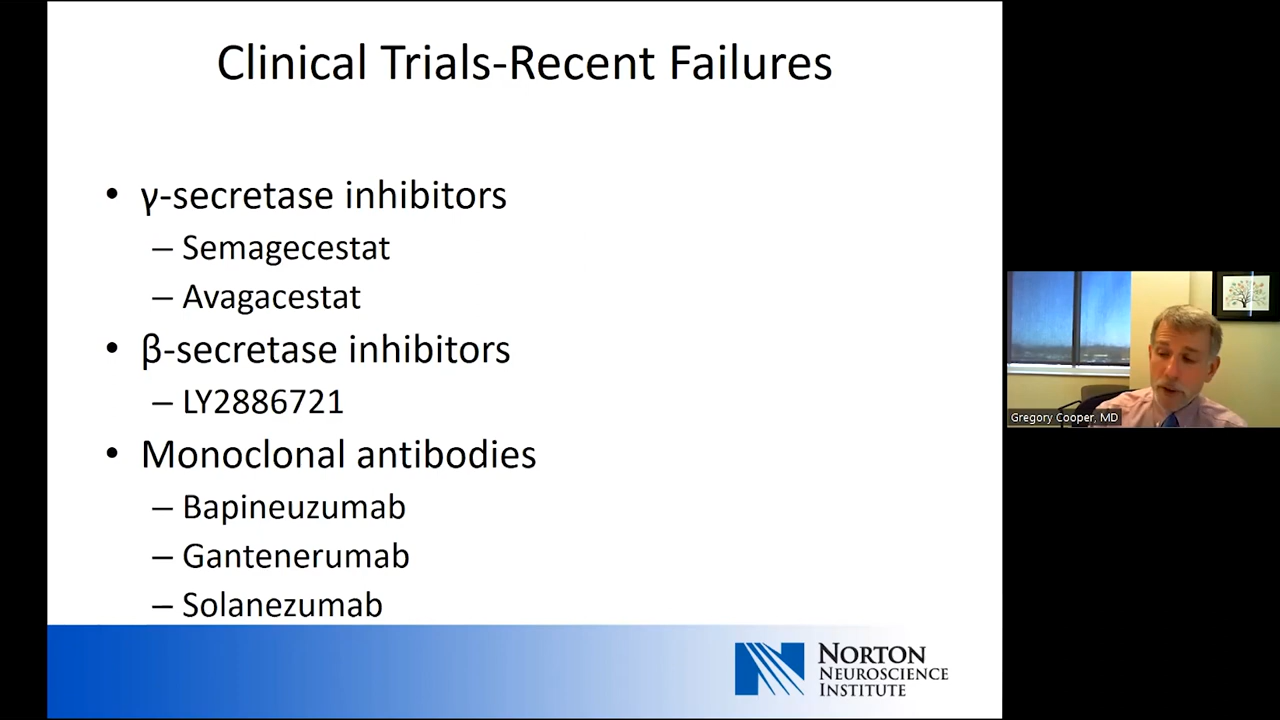 Clinical Trials-Recent Failures
• γ-secretase inhibitors
– Semagecestat
– Avagacestat
• β-secretase inhibitors
– LY2886721
• Monoclonal antibodies
– Bapineuzumab
– Gantenerumab
– Solanezumab
NORTON
NEUROSCIENCE
INSTITUTE
Gregory Cooper, MD